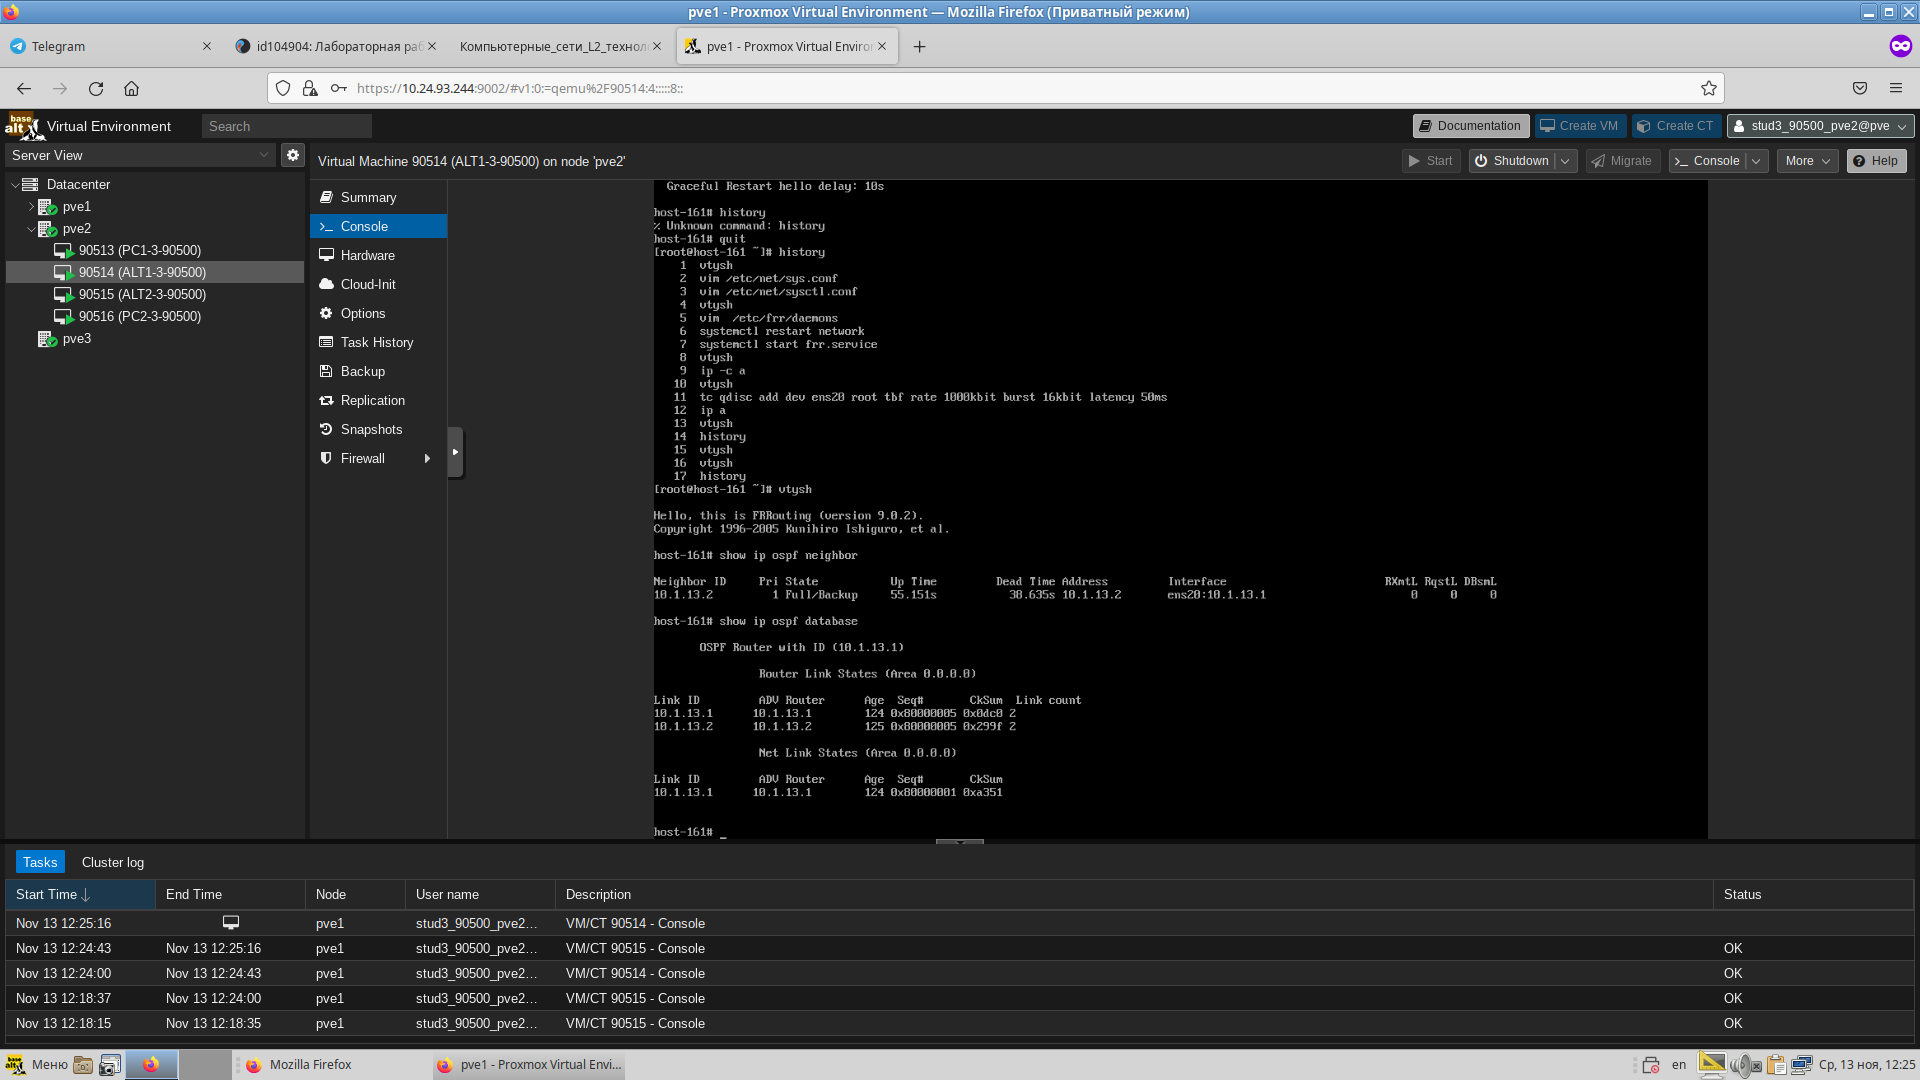 pve1 - Proxmox Virtual Environment — Mozilla Firefox (Приватный режим)
Telegram
id104904: Лабораторная раб
Компьютерные_сети_L2_технол
pve1 - Proxmox Virtual Enviror
https://10.24.93.244:9002/#v1:0:=qemu%2F90514:4:::::8::
base alt
Virtual Environment
Search
Documentation
Create VM
Create CT
stud3_90500_pve2@pve
Server View
Virtual Machine 90514 (ALT1-3-90500) on node 'pve2'
Start
Shutdown
Migrate
Console
More
Help
Datacenter
pve1
pve2
90513 (PC1-3-90500)
90514 (ALT1-3-90500)
90515 (ALT2-3-90500)
90516 (PC2-3-90500)
pve3
Summary
Console
Hardware
Cloud-Init
Options
Task History
Backup
Replication
Snapshots
Firewall
Graceful Restart hello delay: 10s
host-161# history
% Unknown command: history
host-161# quit
[root@host-161 ~]# history
1 vtysh
2 vim /etc/net/sys.conf
3 vim /etc/net/sysctl.conf
4 vtysh
5 vim  /etc/frr/daemons
6 systemctl restart network
7 systemctl start frr.service
8 vtysh
9 ip -c a
10 vtysh
11 tc qdisc add dev ens20 root tbf rate 1000kbit burst 16kbit latency 50ms
12 ip a
13 vtysh
14 history
15 vtysh
16 vtysh
17 history
[root@host-161 ~]# vtysh
Hello, this is FRRouting (version 9.0.2).
Copyright 1996-2005 Kunihiro Ishiguro, et al.
host-161# show ip ospf neighbor
Neighbor ID Pri State Up Time Dead Time Address Interface RXmtL RqstL DBsmL
10.1.13.2 1 Full/Backup 55.151s 38.635s 10.1.13.2 ens20:10.1.13.1 0 0 0
host-161# show ip ospf database
OSPF Router with ID (10.1.13.1)
Router Link States (Area 0.0.0.0)
Link ID ADV Router Age Seq# CkSum Link count
10.1.13.1 10.1.13.1 124 0x80000005 0x0dc0 2
10.1.13.2 10.1.13.2 125 0x80000005 0x299f 2
Net Link States (Area 0.0.0.0)
Link ID ADV Router Age Seq# CkSum
10.1.13.1 10.1.13.1 124 0x80000001 0xa351
host-161# _
Tasks
Cluster log
Start Time
End Time
Node
User name
Description
Status
Nov 13 12:25:16 pve1 stud3_90500_pve2... VM/CT 90514 - Console
Nov 13 12:24:43 Nov 13 12:25:16 pve1 stud3_90500_pve2... VM/CT 90515 - Console OK
Nov 13 12:24:00 Nov 13 12:24:43 pve1 stud3_90500_pve2... VM/CT 90514 - Console OK
Nov 13 12:18:37 Nov 13 12:24:00 pve1 stud3_90500_pve2... VM/CT 90515 - Console OK
Nov 13 12:18:15 Nov 13 12:18:35 pve1 stud3_90500_pve2... VM/CT 90515 - Console OK
base alt
Меню
Mozilla Firefox
pve1 - Proxmox Virtual Envi...
en
Ср, 13 ноя, 12:25